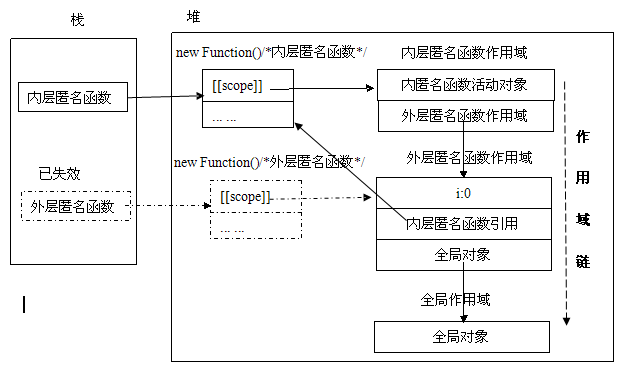 栈
堆
new Function()/*内层匿名函数*/
内层匿名函数作用域
内层匿名函数
[[scope]]
内匿名函数活动对象
... ...
外层匿名函数作用域
作用域链
new Function()/*外层匿名函数*/
外层匿名函数作用域
已失效
外层匿名函数
[[scope]]
i:0
... ...
内层匿名函数引用
全局对象
全局作用域
全局对象